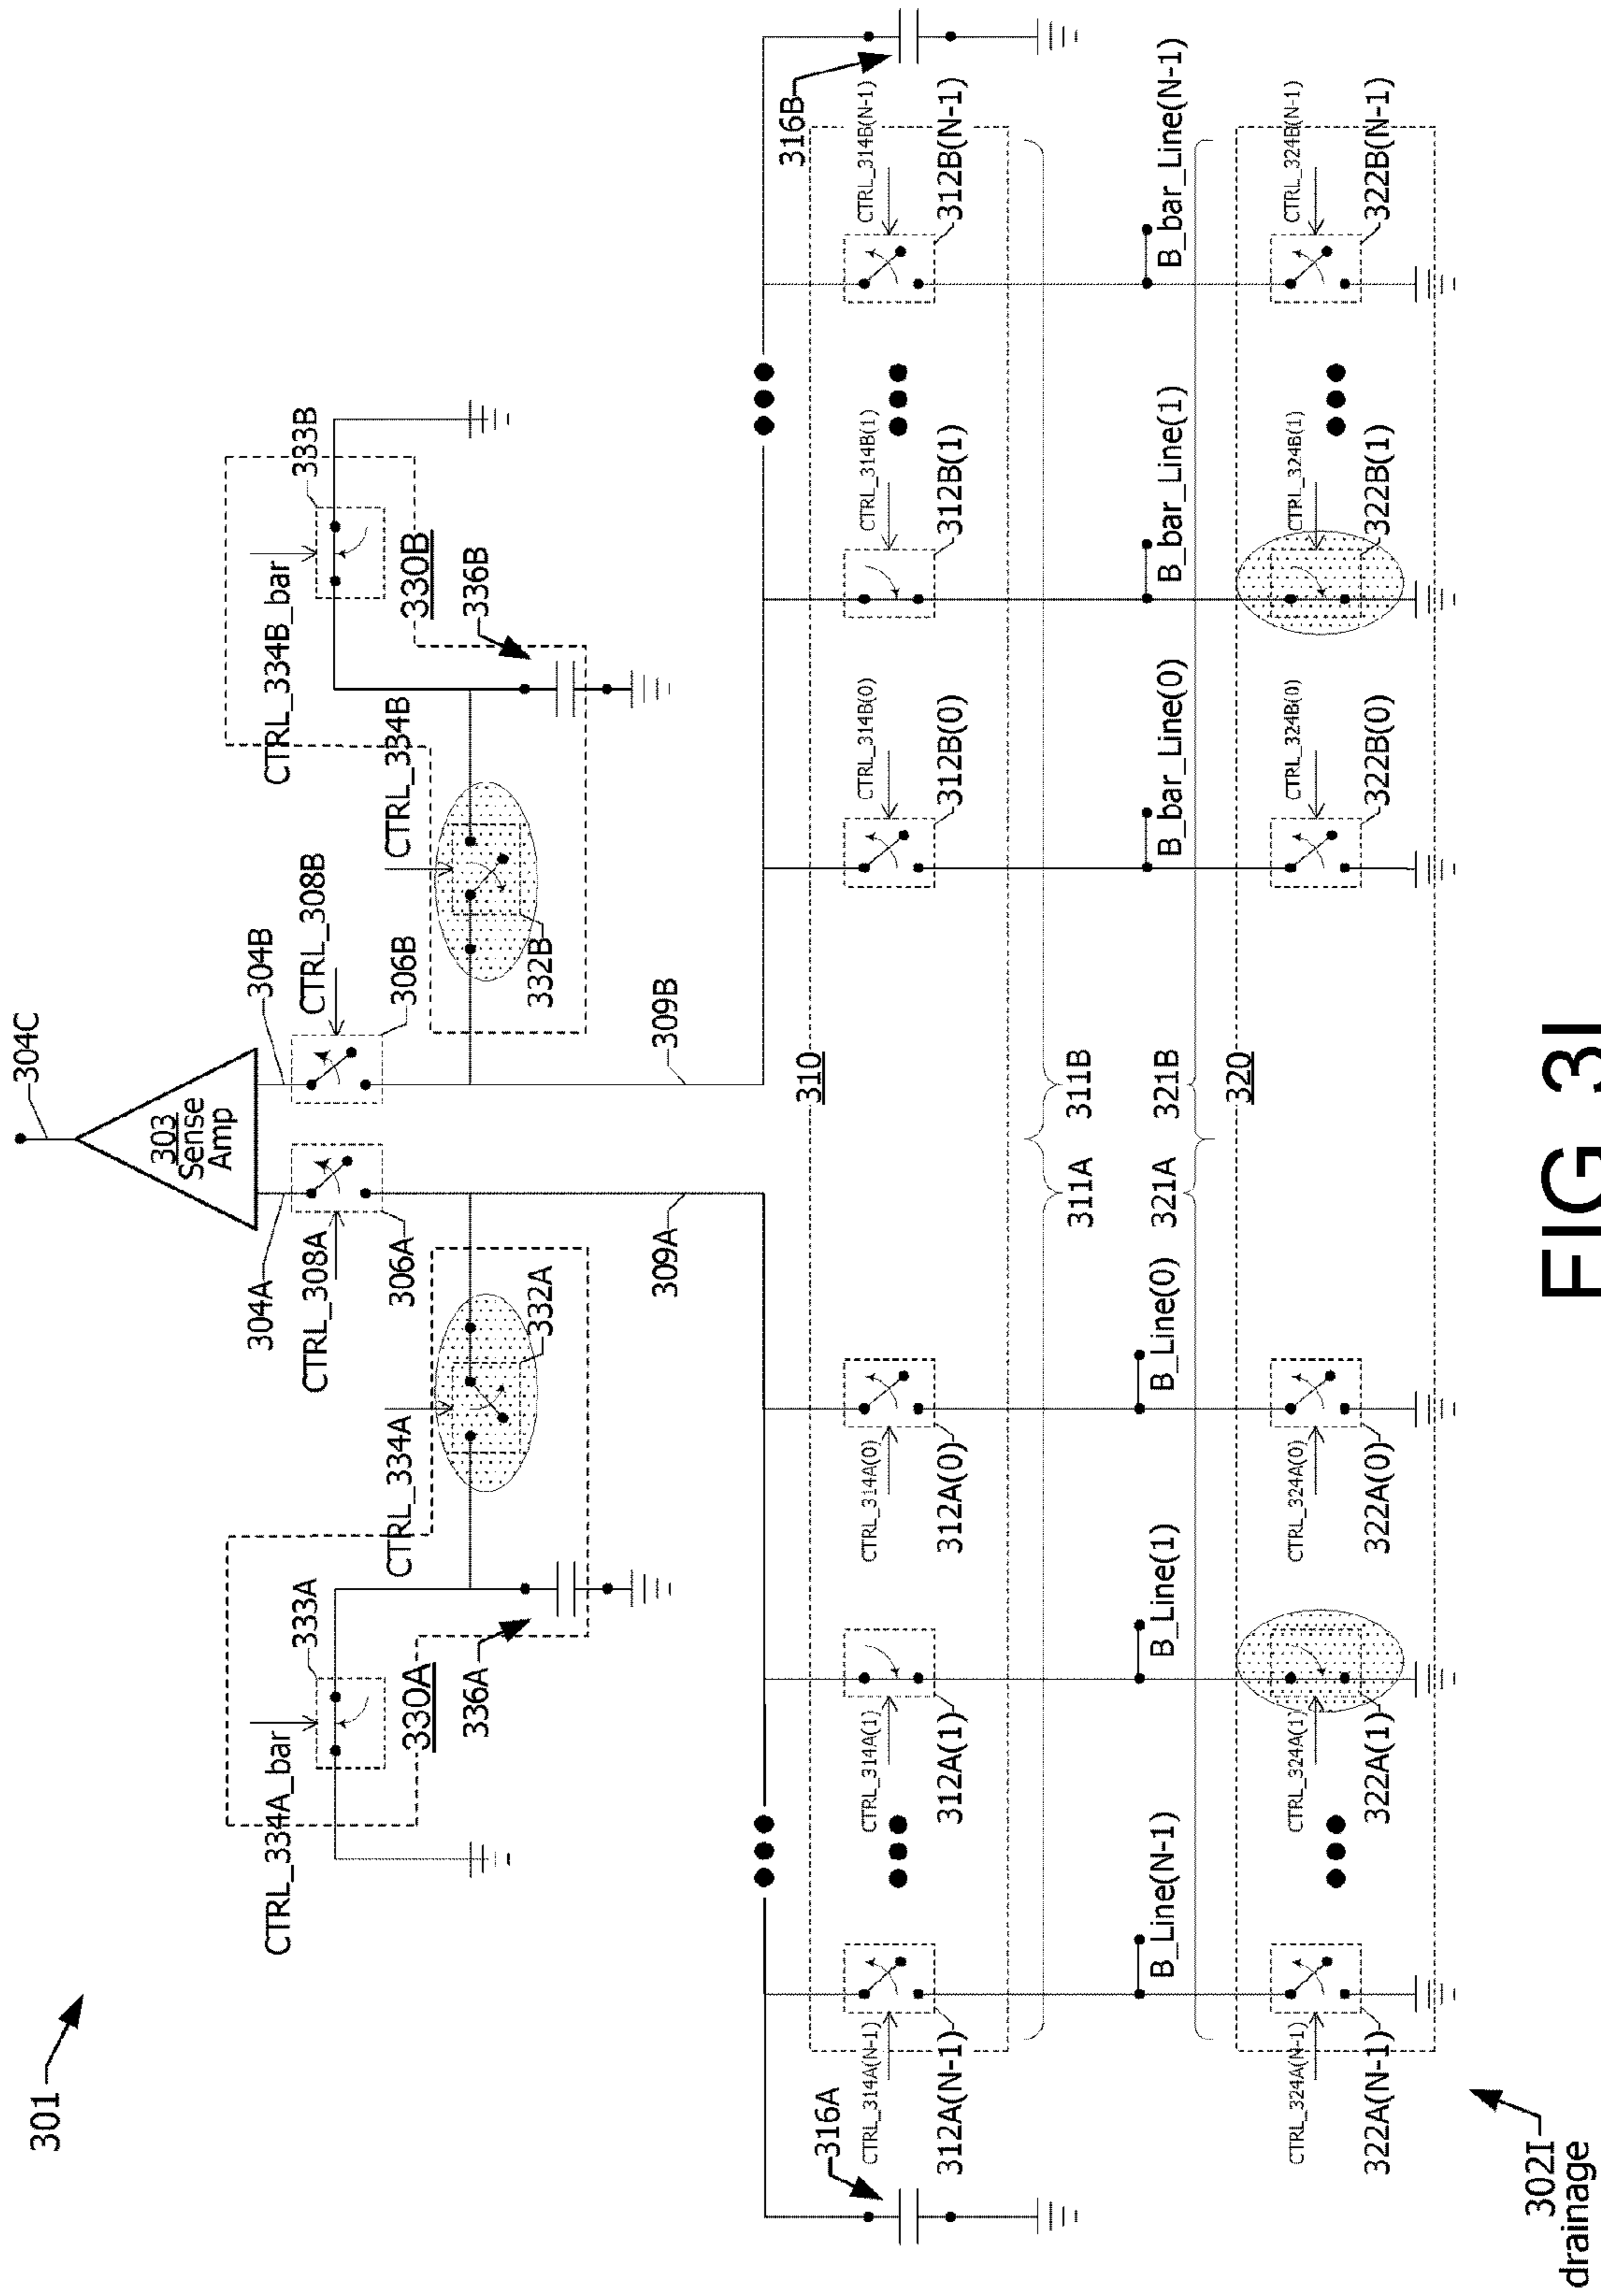 301
304C
303
Sense
Amp
304A
304B
CTRL_308A
306A
CTRL_308B
306B
CTRL_334A_bar
333A
330A
336A
CTRL_334A
332A
CTRL_334B
332B
CTRL_334B_bar
333B
330B
336B
309A
309B
316A
316B
310
CTRL_314A(N-1)
312A(N-1)
CTRL_314A(1)
312A(1)
CTRL_314A(0)
312A(0)
CTRL_314B(0)
312B(0)
CTRL_314B(1)
312B(1)
CTRL_314B(N-1)
312B(N-1)
311A
311B
B_Line(N-1)
B_Line(1)
B_Line(0)
321A
321B
B_bar_Line(0)
B_bar_Line(1)
B_bar_Line(N-1)
320
CTRL_324A(N-1)
322A(N-1)
CTRL_324A(1)
322A(1)
CTRL_324A(0)
322A(0)
CTRL_324B(0)
322B(0)
CTRL_324B(1)
322B(1)
CTRL_324B(N-1)
322B(N-1)
302I
drainage
FIG 3I